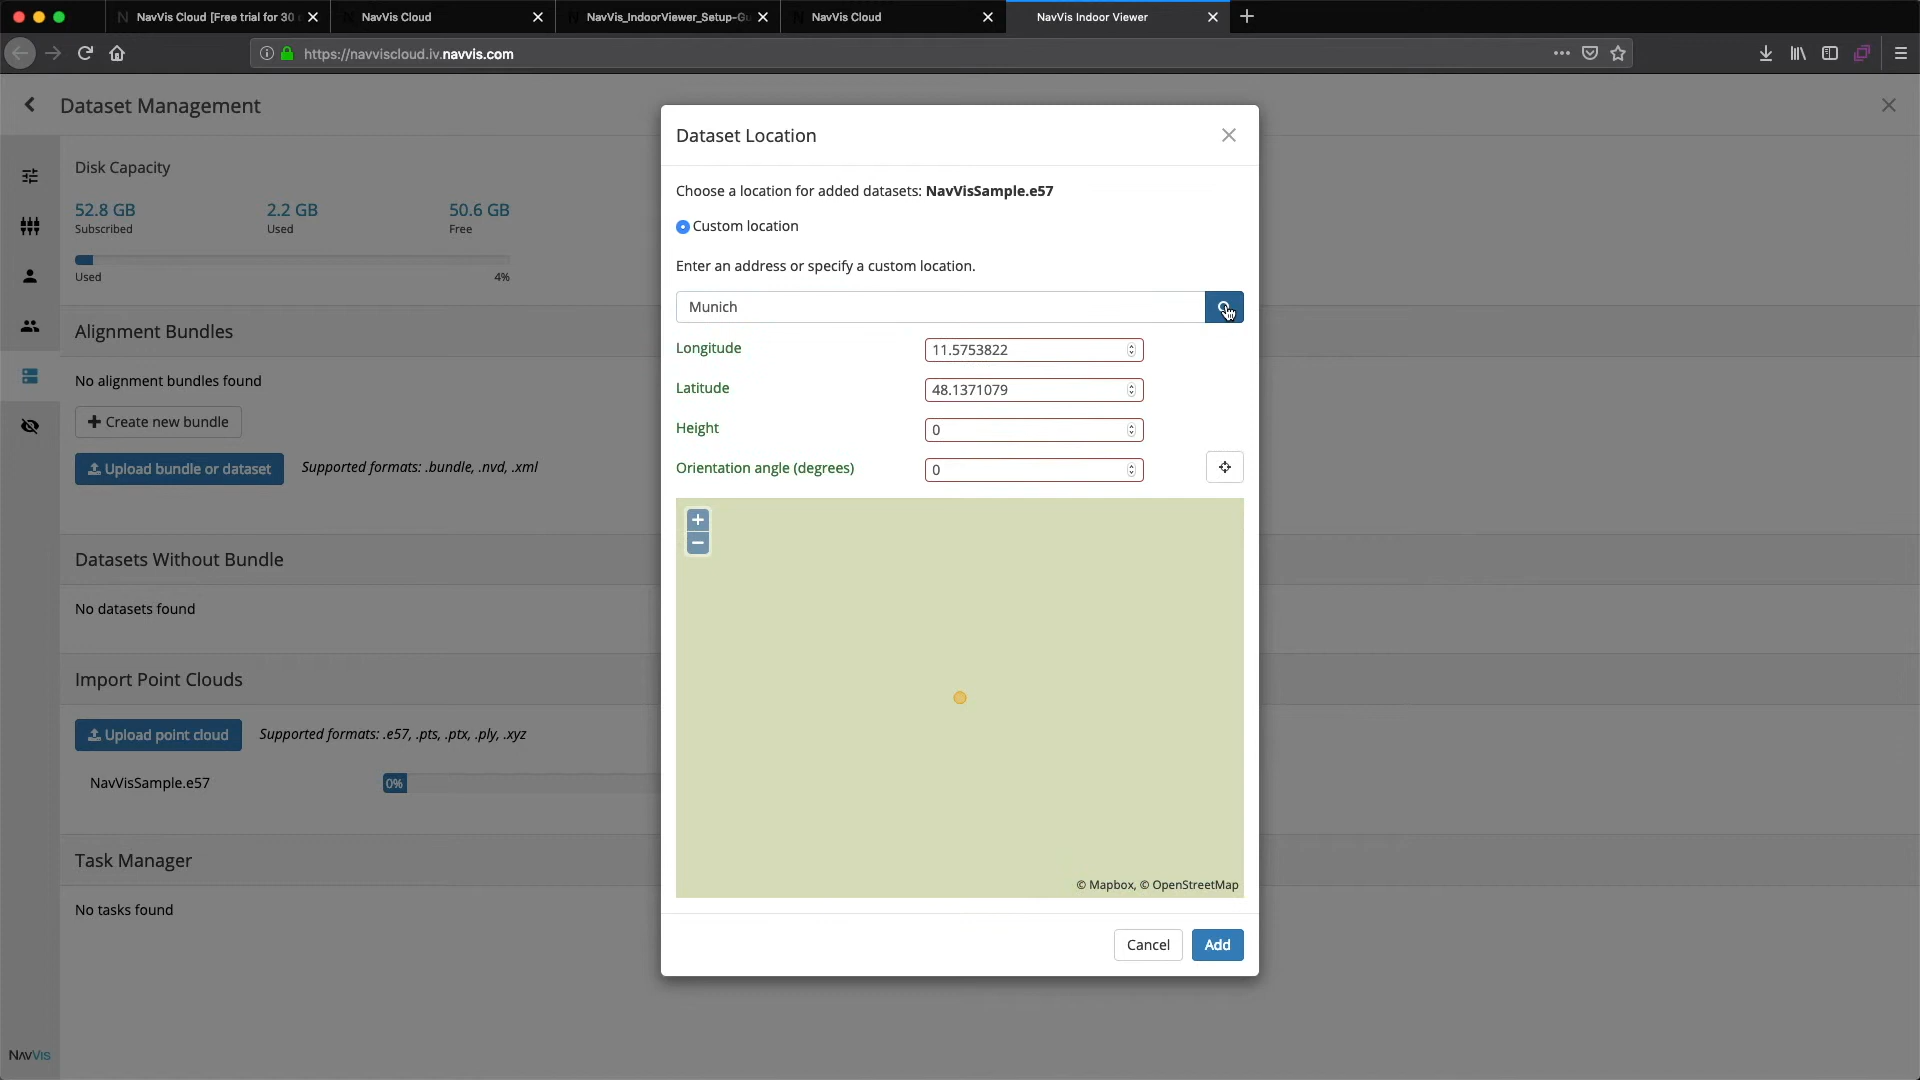 NavVis Cloud [Free trial for 30
NavVis Cloud
NavVis_IndoorViewer_Setup-Gu
NavVis Cloud
NavVis Indoor Viewer
https://navviscloud.iv.navvis.com
Dataset Management
Disk Capacity
52.8 GB
2.2 GB
50.6 GB
Subscribed
Used
Free
Used
4%
Alignment Bundles
No alignment bundles found
Create new bundle
Upload bundle or dataset
Supported formats: .bundle, .nvd, .xml
Datasets Without Bundle
No datasets found
Import Point Clouds
Upload point cloud
Supported formats: .e57, .pts, .ptx, .ply, .xyz
NavVisSample.e57
0%
Task Manager
No tasks found
NAVVIS
Dataset Location
Choose a location for added datasets: NavVisSample.e57
Custom location
Enter an address or specify a custom location.
Munich
Longitude
11.5753822
Latitude
48.1371079
Height
0
Orientation angle (degrees)
0
+
−
© Mapbox, © OpenStreetMap
Cancel
Add